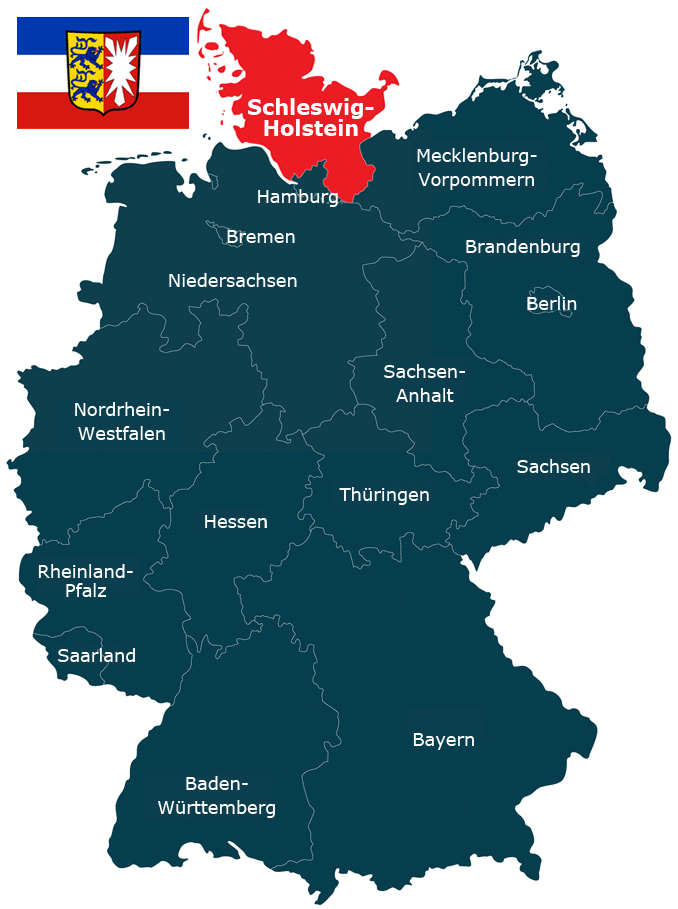 Schleswig-
Holstein
Mecklenburg-
Vorpommern
Hamburg
Bremen
Brandenburg
Niedersachsen
Berlin
Sachsen-
Anhalt
Nordrhein-
Westfalen
Sachsen
Thüringen
Hessen
Rheinland-
Pfalz
Saarland
Bayern
Baden-
Württemberg